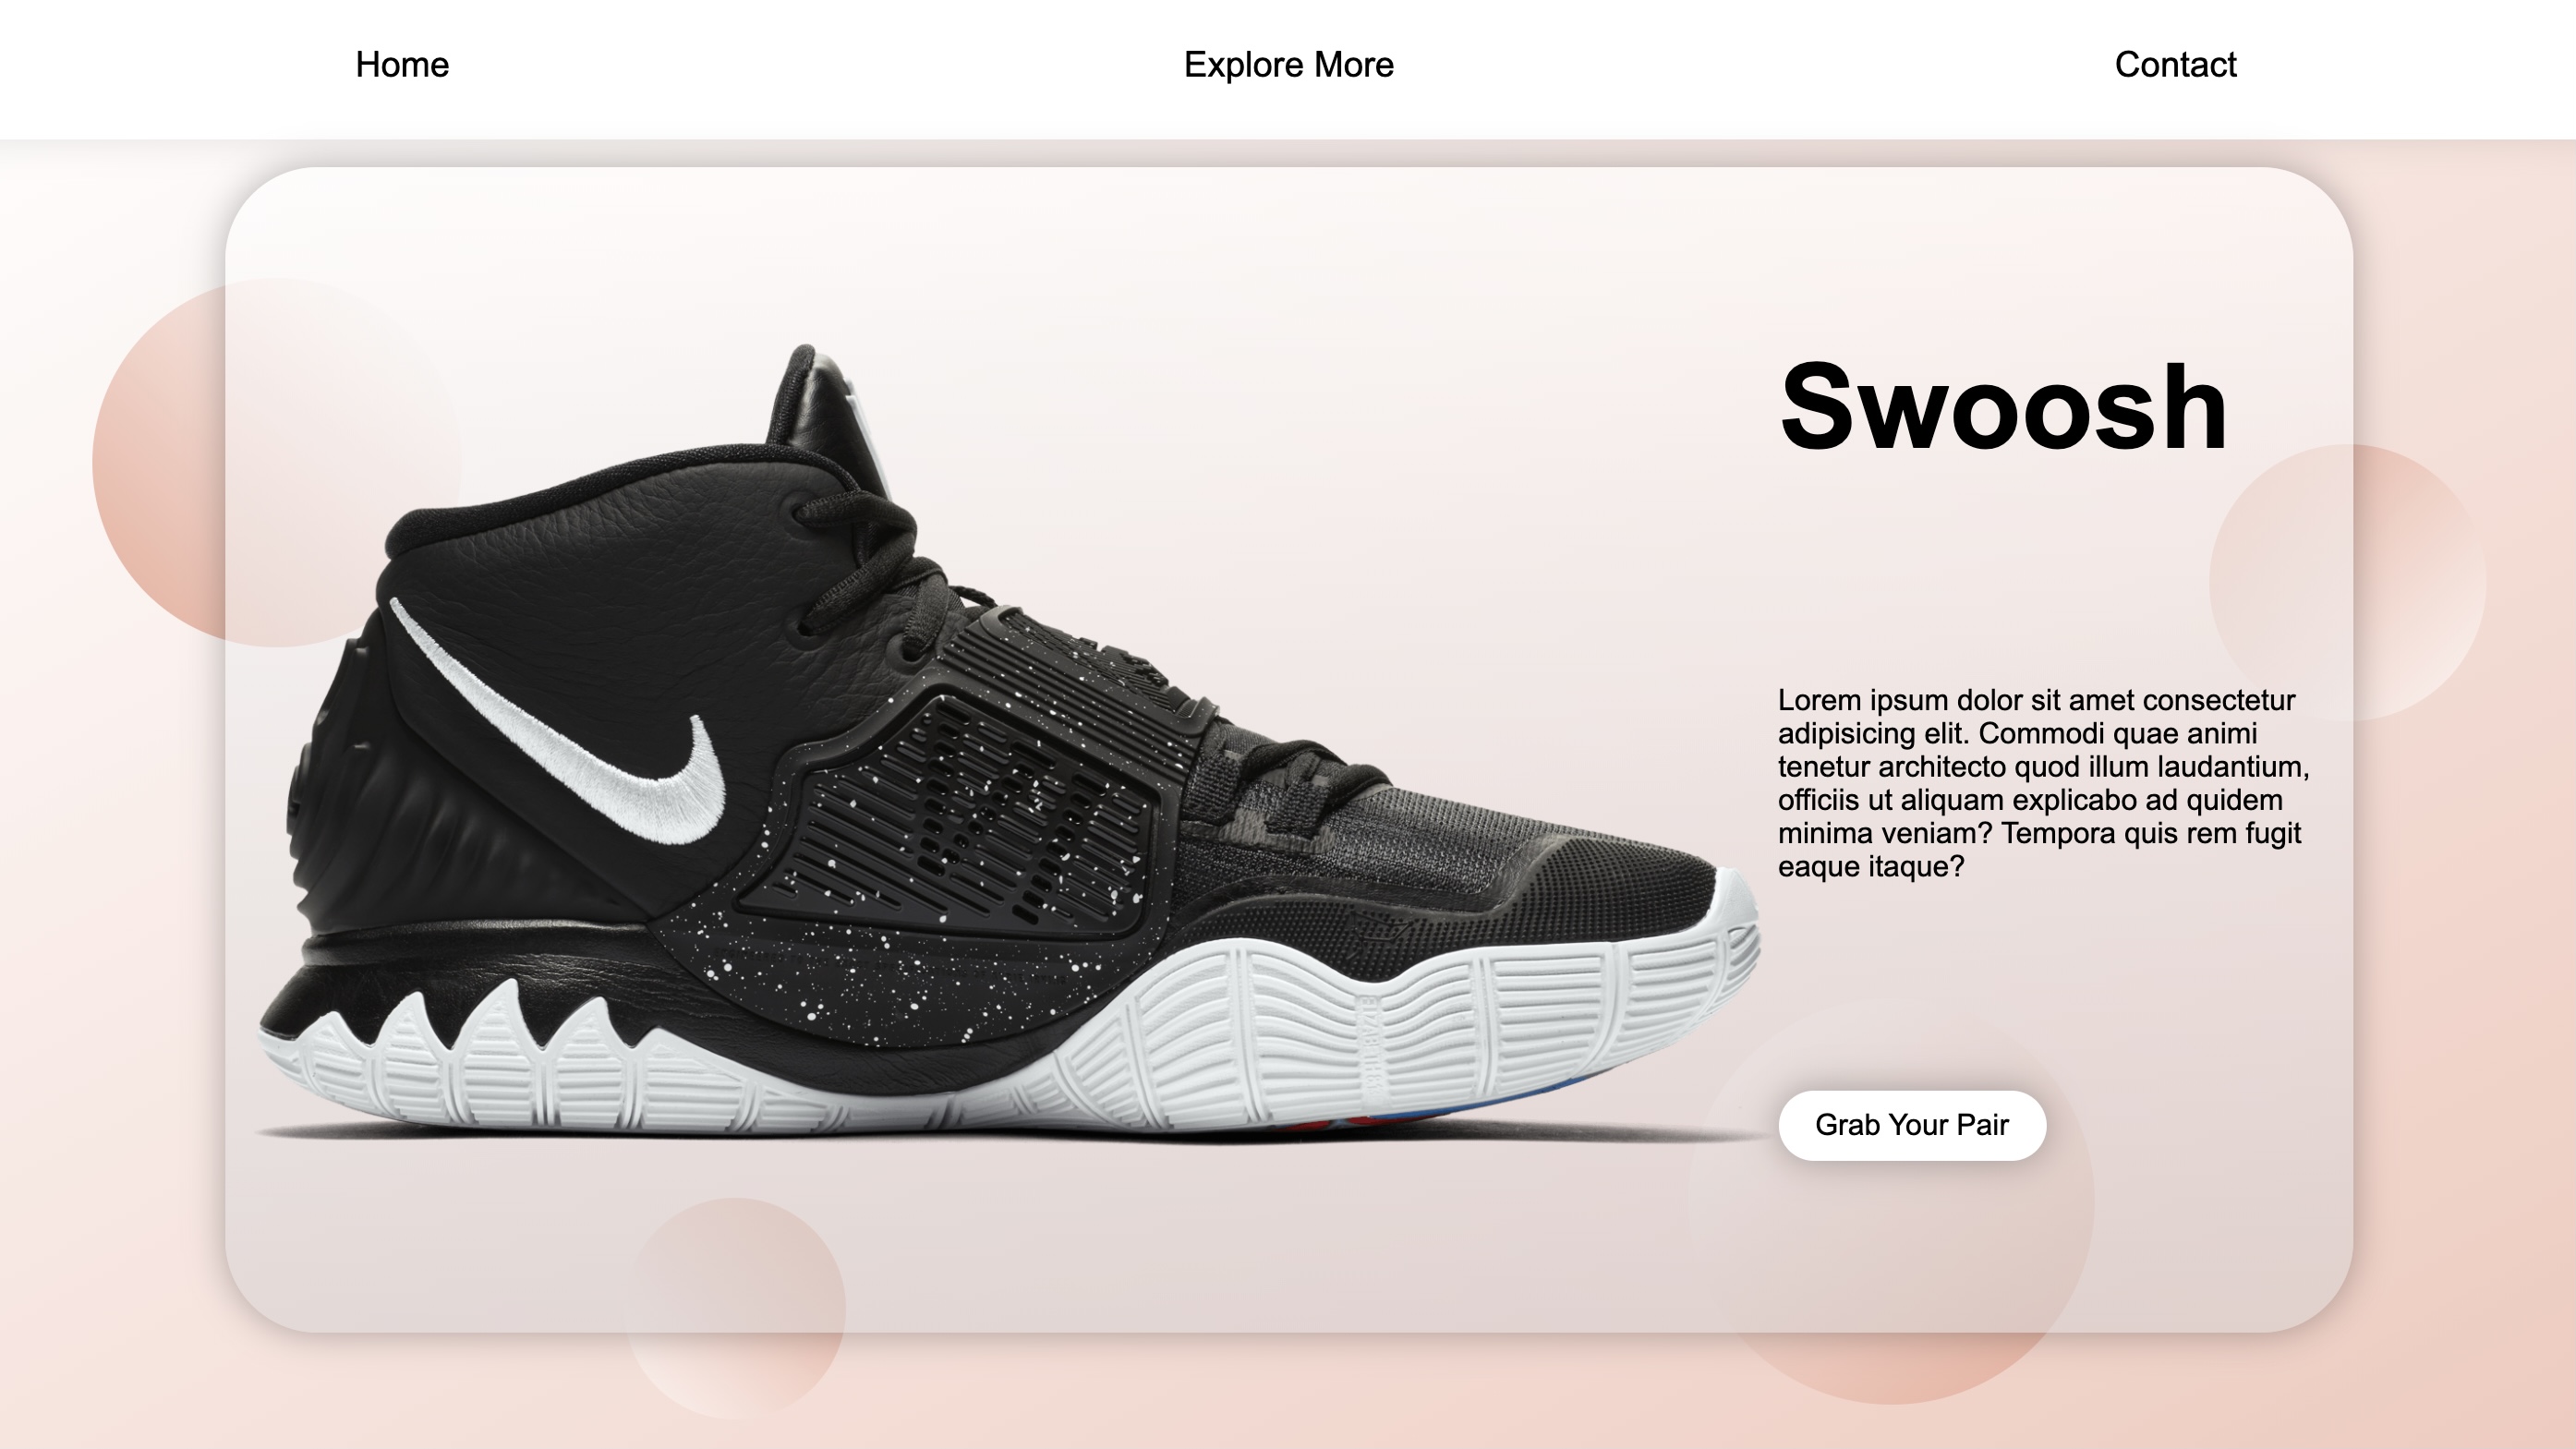 Home
Explore More
Contact
Swoosh
Lorem ipsum dolor sit amet consectetur
adipisicing elit. Commodi quae animi
tenetur architecto quod illum laudantium,
officiis ut aliquam explicabo ad quidem
minima veniam? Tempora quis rem fugit
eaque itaque?
Grab Your Pair